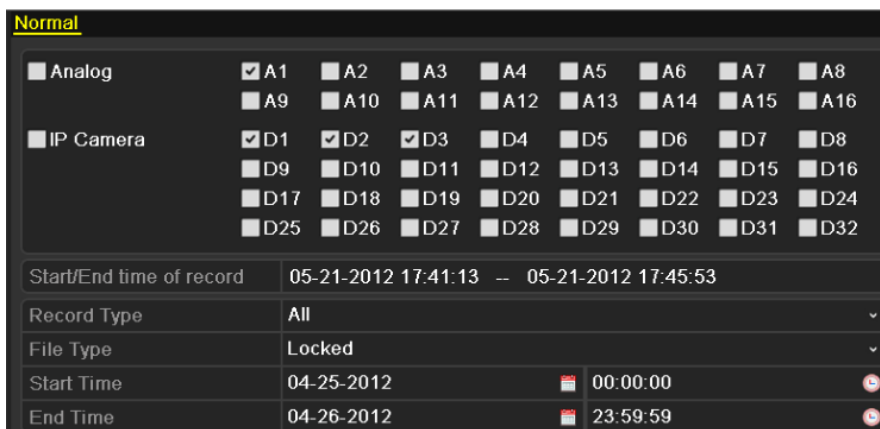 Normal
Analog A1 A2 A3 A4 A5 A6 A7 A8
A9 A10 A11 A12 A13 A14 A15 A16
IP Camera D1 D2 D3 D4 D5 D6 D7 D8
D9 D10 D11 D12 D13 D14 D15 D16
D17 D18 D19 D20 D21 D22 D23 D24
D25 D26 D27 D28 D29 D30 D31 D32
Start/End time of record 05-21-2012 17:41:13 -- 05-21-2012 17:45:53
Record Type All
File Type Locked
Start Time 04-25-2012 00:00:00
End Time 04-26-2012 23:59:59